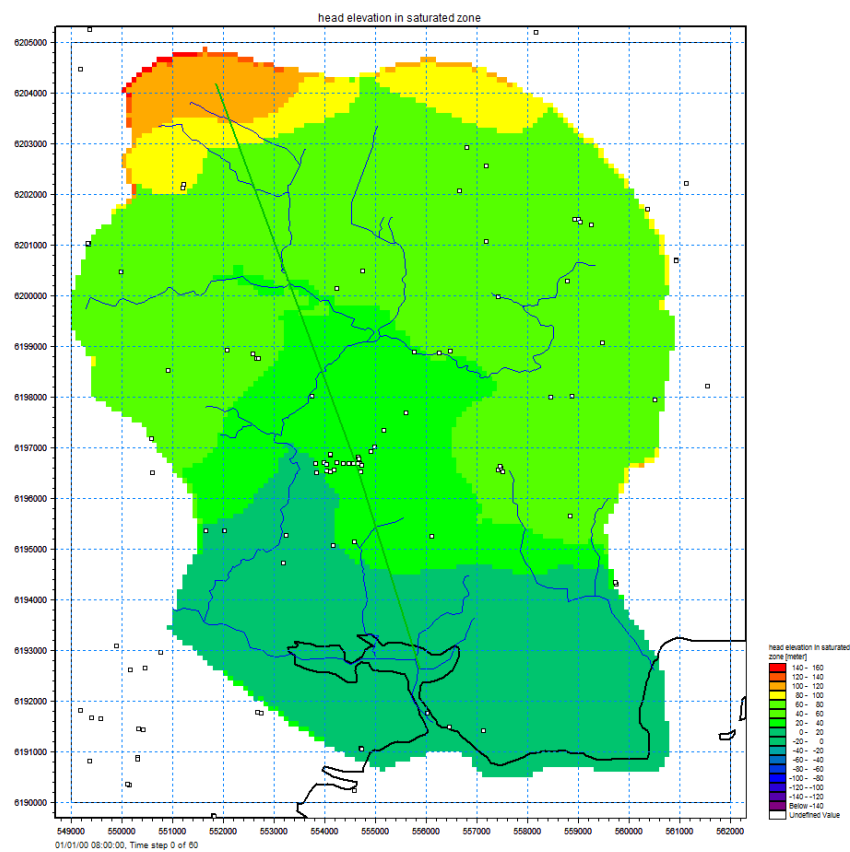 head elevation in saturated zone
6205000
6204000
6203000
6202000
6201000
6200000
6199000
6198000
6197000
6196000
6195000
6194000
6193000
6192000
6191000
6190000
549000 550000 551000 552000 553000 554000 555000 556000 557000 558000 559000 560000 561000 562000
01/01/00 08:00:00, Time step 0 of 60
head elevation in saturated
zone [meter]
140 - 160
120 - 140
100 - 120
80 - 100
60 - 80
40 - 60
20 - 40
0 - 20
-20 - 0
-40 - -20
-60 - -40
-80 - -60
-100 - -80
-120 - -100
-140 - -120
Below -140
Undefined Value